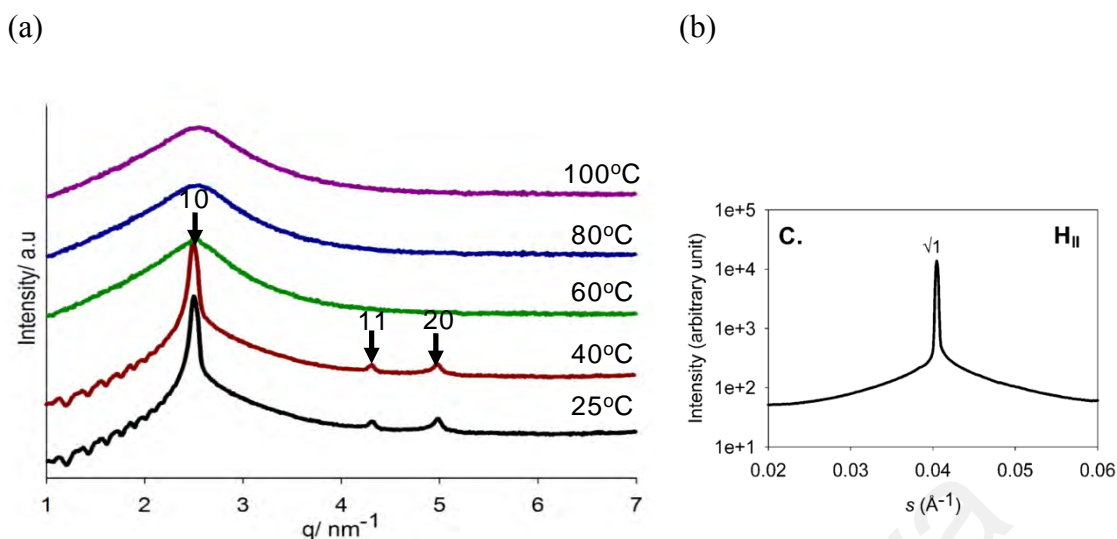 (a)
(b)
100°C
80°C
60°C
40°C
25°C
10
11
20
Intensity/ a.u
1 2 3 4 5 6 7
q/ nm⁻¹
C.
H_II
√1
Intensity (arbitrary unit)
1e+5
1e+4
1e+3
1e+2
1e+1
0.02 0.03 0.04 0.05 0.06
s (Å⁻¹)